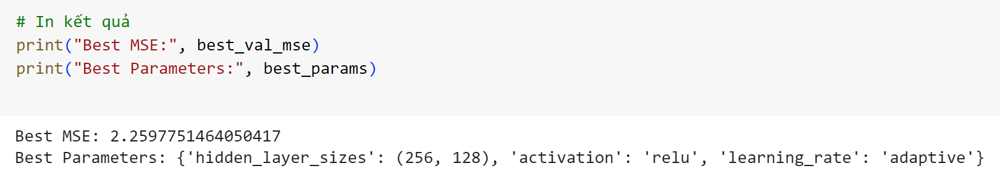 # In kết quả
print("Best MSE:", best_val_mse)
print("Best Parameters:", best_params)
Best MSE: 2.2597751464050417
Best Parameters: {'hidden_layer_sizes': (256, 128), 'activation': 'relu', 'learning_rate': 'adaptive'}